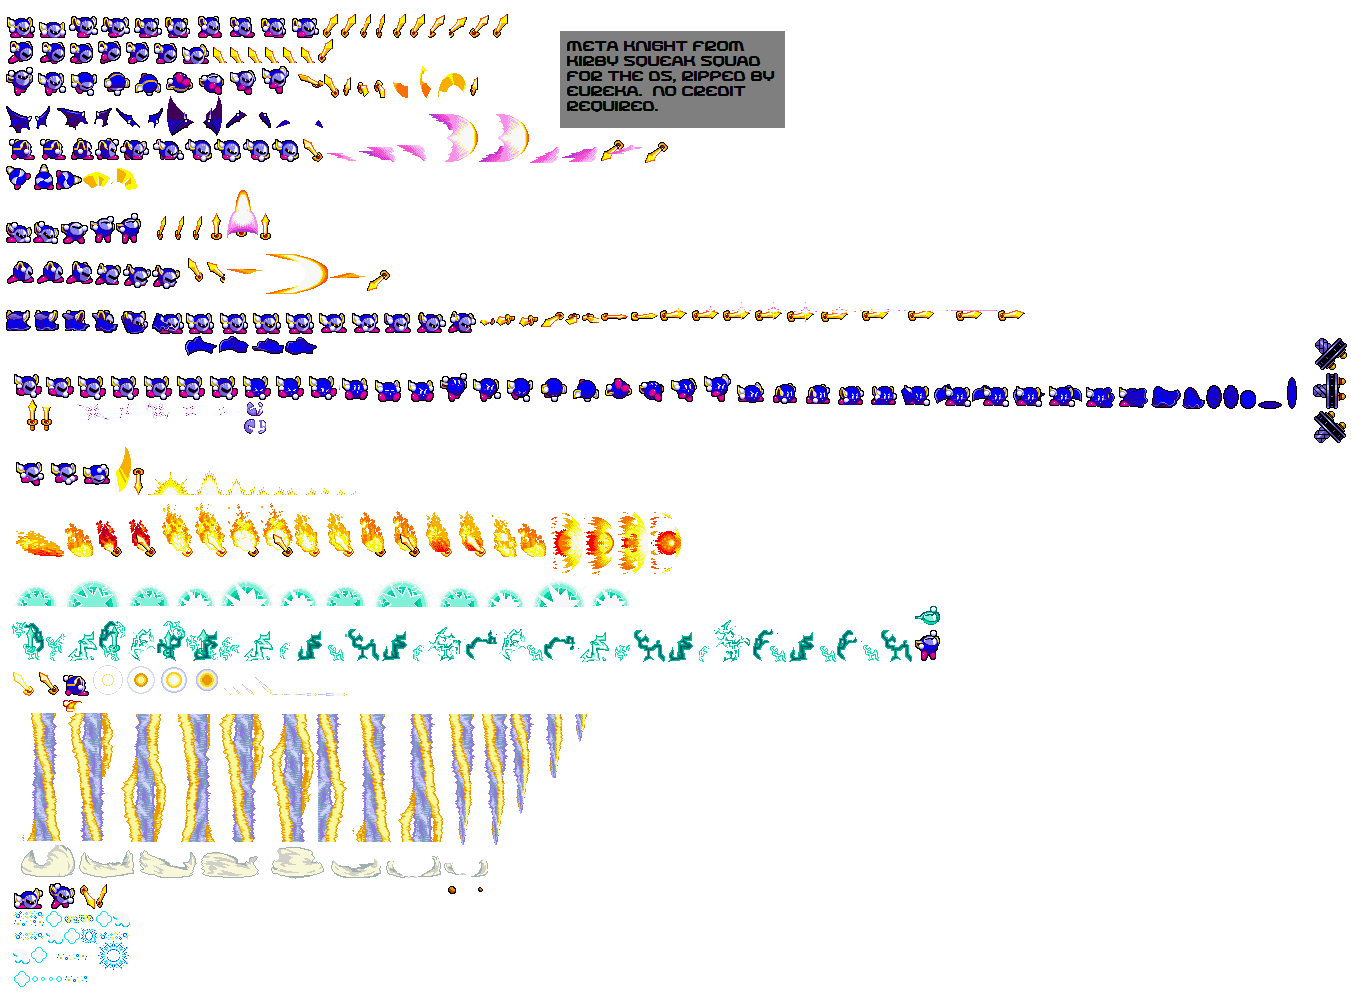 META KNIGHT FROM
KIRBY SQUEAK SQUAD
FOR THE DS, RIPPED BY
EUREKA. NO CREDIT
REQUIRED.